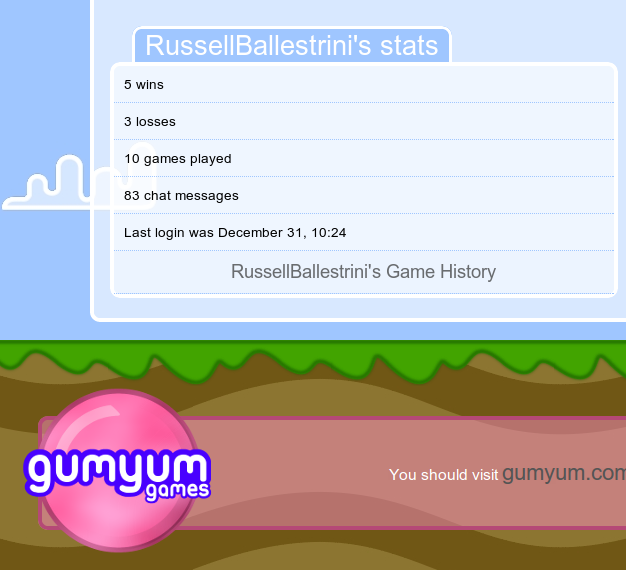 RussellBallestrini's stats
5 wins
3 losses
10 games played
83 chat messages
Last login was December 31, 10:24
RussellBallestrini's Game History
gumyum
games
You should visit gumyum.com